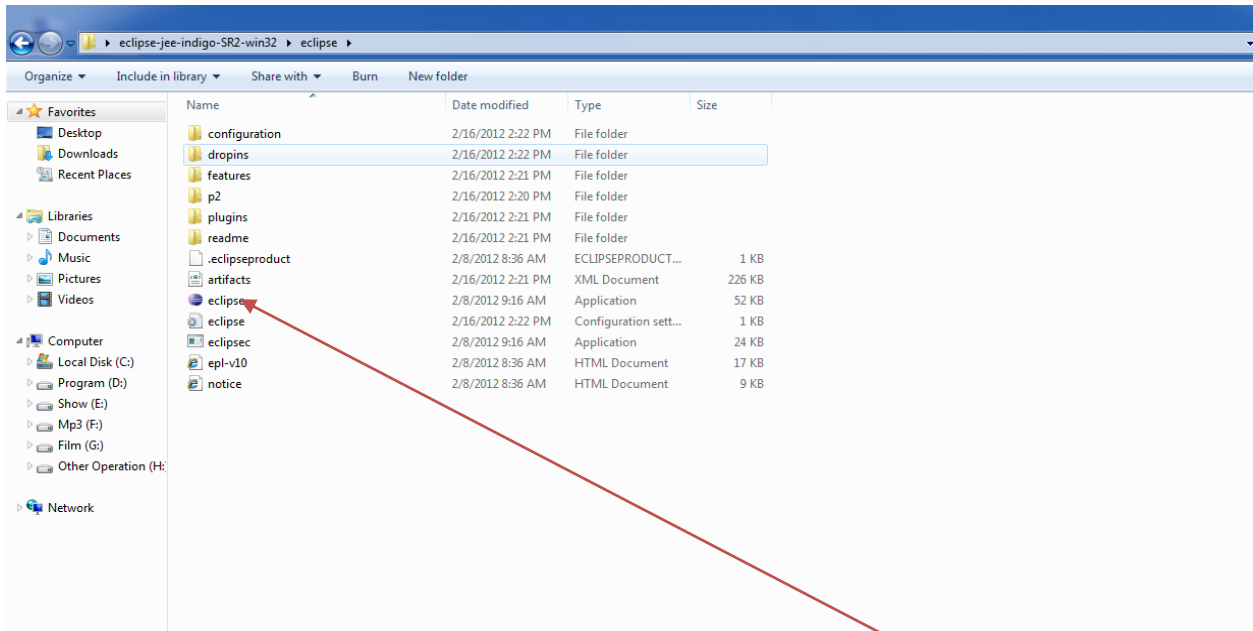 eclipse-jee-indigo-SR2-win32 eclipse
Organize Include in library Share with Burn New folder
Favorites
Desktop
Downloads
Recent Places
Libraries
Documents
Music
Pictures
Videos
Computer
Local Disk (C:)
Program (D:)
Show (E:)
Mp3 (F:)
Film (G:)
Other Operation (H:
Network
Name Date modified Type Size
configuration 2/16/2012 2:22 PM File folder
dropins 2/16/2012 2:22 PM File folder
features 2/16/2012 2:21 PM File folder
p2 2/16/2012 2:20 PM File folder
plugins 2/16/2012 2:21 PM File folder
readme 2/16/2012 2:21 PM File folder
.eclipseproduct 2/8/2012 8:36 AM ECLIPSEPRODUCT... 1 KB
artifacts 2/16/2012 2:21 PM XML Document 226 KB
eclipse 2/8/2012 9:16 AM Application 52 KB
eclipse 2/16/2012 2:22 PM Configuration sett... 1 KB
eclipsec 2/8/2012 9:16 AM Application 24 KB
epl-v10 2/8/2012 8:36 AM HTML Document 17 KB
notice 2/8/2012 8:36 AM HTML Document 9 KB